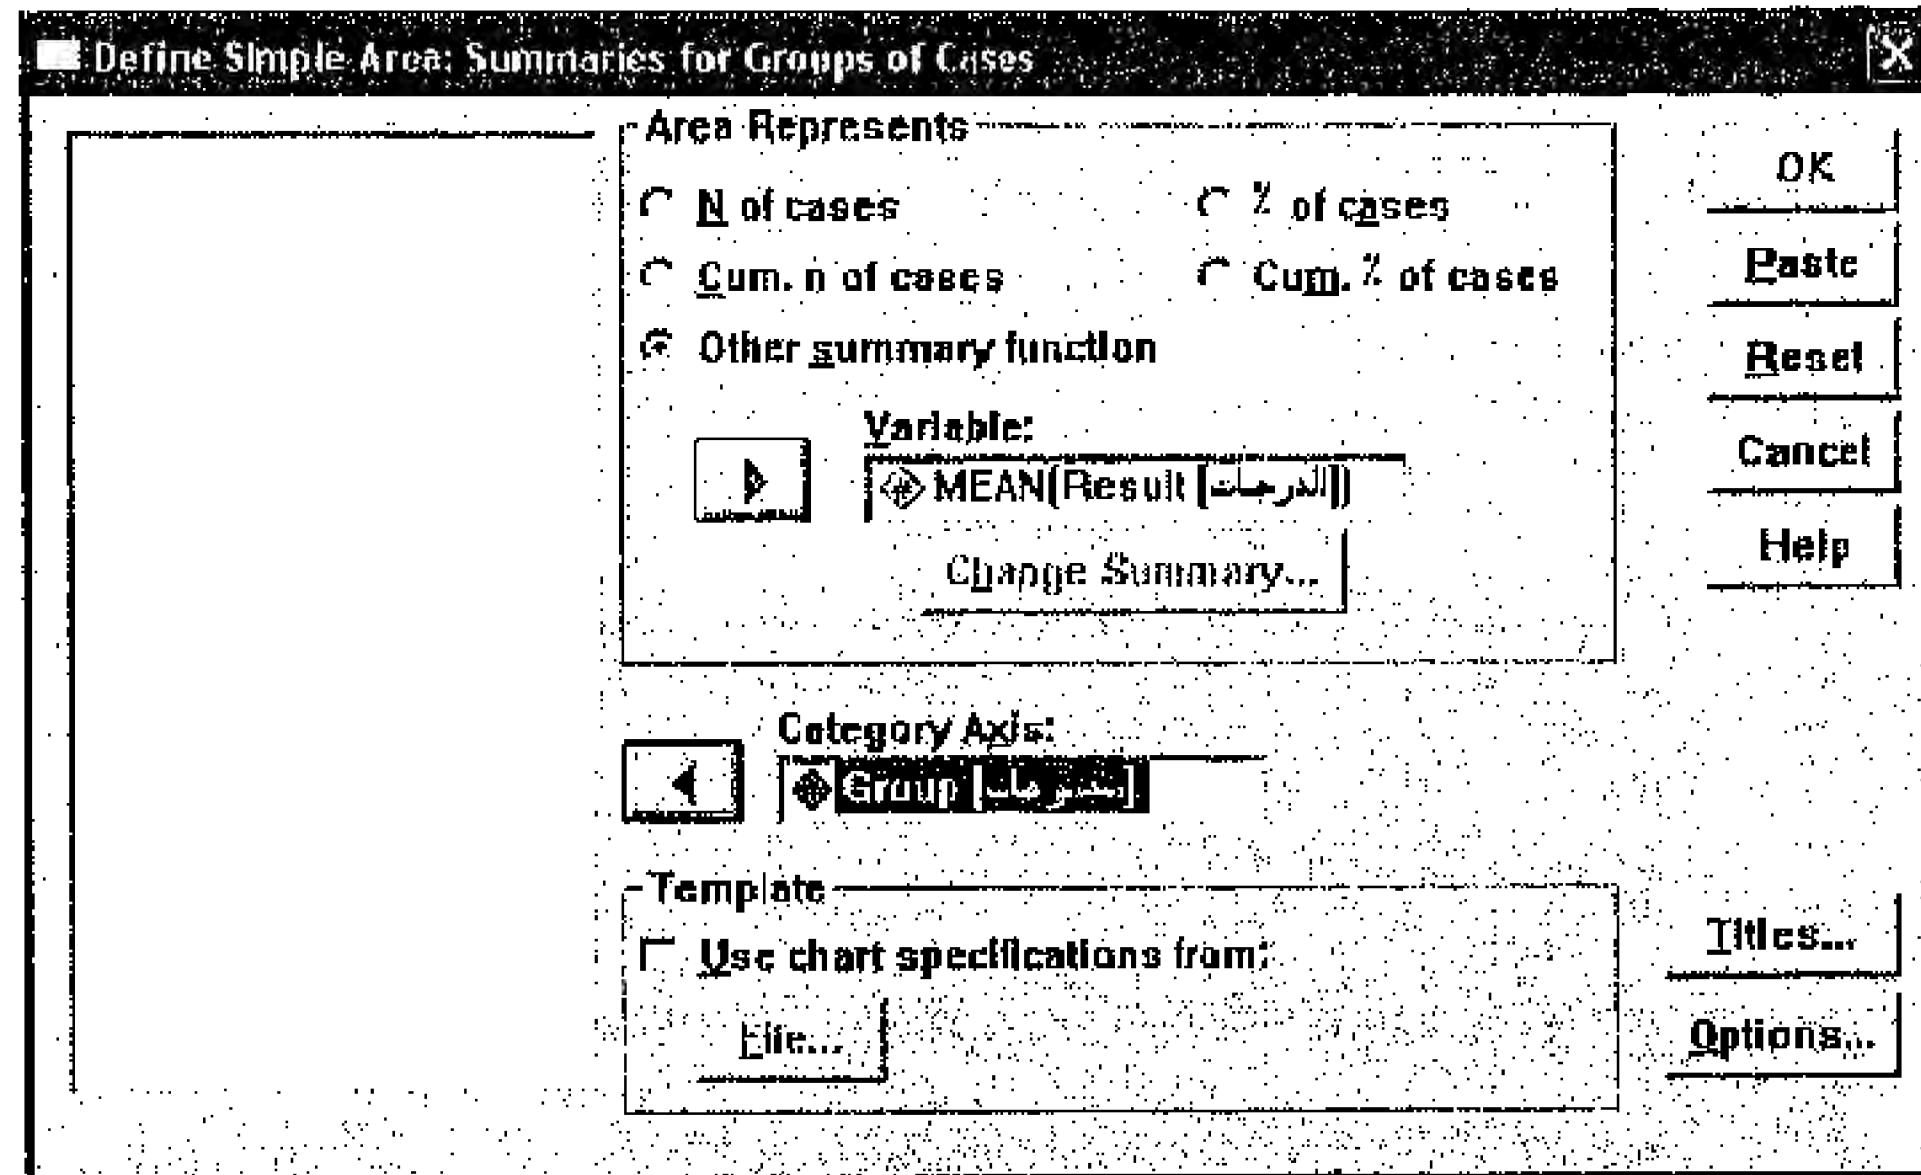 Define Simple Area: Summaries for Groups of Cases
Area Represents
N of cases
% of cases
Cum. n of cases
Cum. % of cases
Other summary function
Variable:
MEAN(Result [الدرجات])
Change Summary...
Category Axis:
Group
Template
Use chart specifications from:
File...
OK
Paste
Reset
Cancel
Help
Titles...
Options...